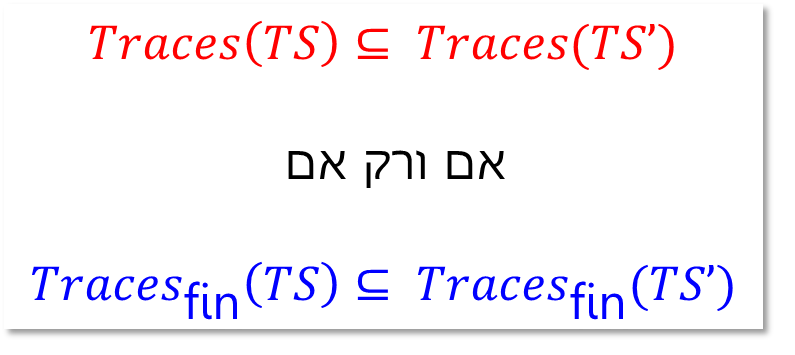 Traces(TS) ⊆ Traces(TS’)
אם ורק אם
Traces_fin(TS) ⊆ Traces_fin(TS’)